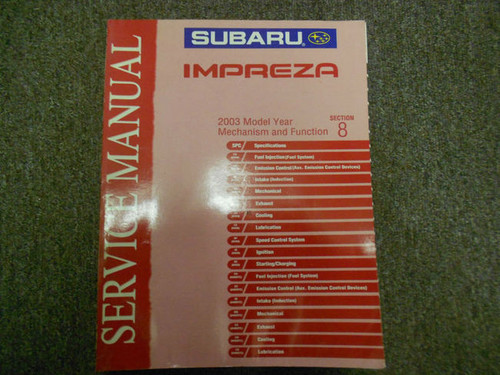 SERVICE MANUAL
SUBARU
IMPREZA
2003 Model Year
Mechanism and Function
SECTION
8
SPC Specifications
Fuel Injection (Fuel System)
Emission Control (Aux. Emission Control Devices)
Intake (Induction)
Mechanical
Exhaust
Cooling
Lubrication
Speed Control System
Ignition
Starting/Charging
Fuel Injection (Fuel System)
Emission Control (Aux. Emission Control Devices)
Intake (Induction)
Mechanical
Exhaust
Cooling
Lubrication